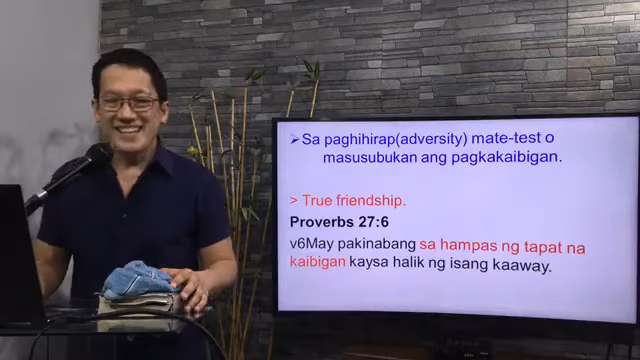 ➢Sa paghihirap(adversity) mate-test o
masusubukan ang pagkakaibigan.
> True friendship.
Proverbs 27:6
v6May pakinabang sa hampas ng tapat na
kaibigan kaysa halik ng isang kaaway.